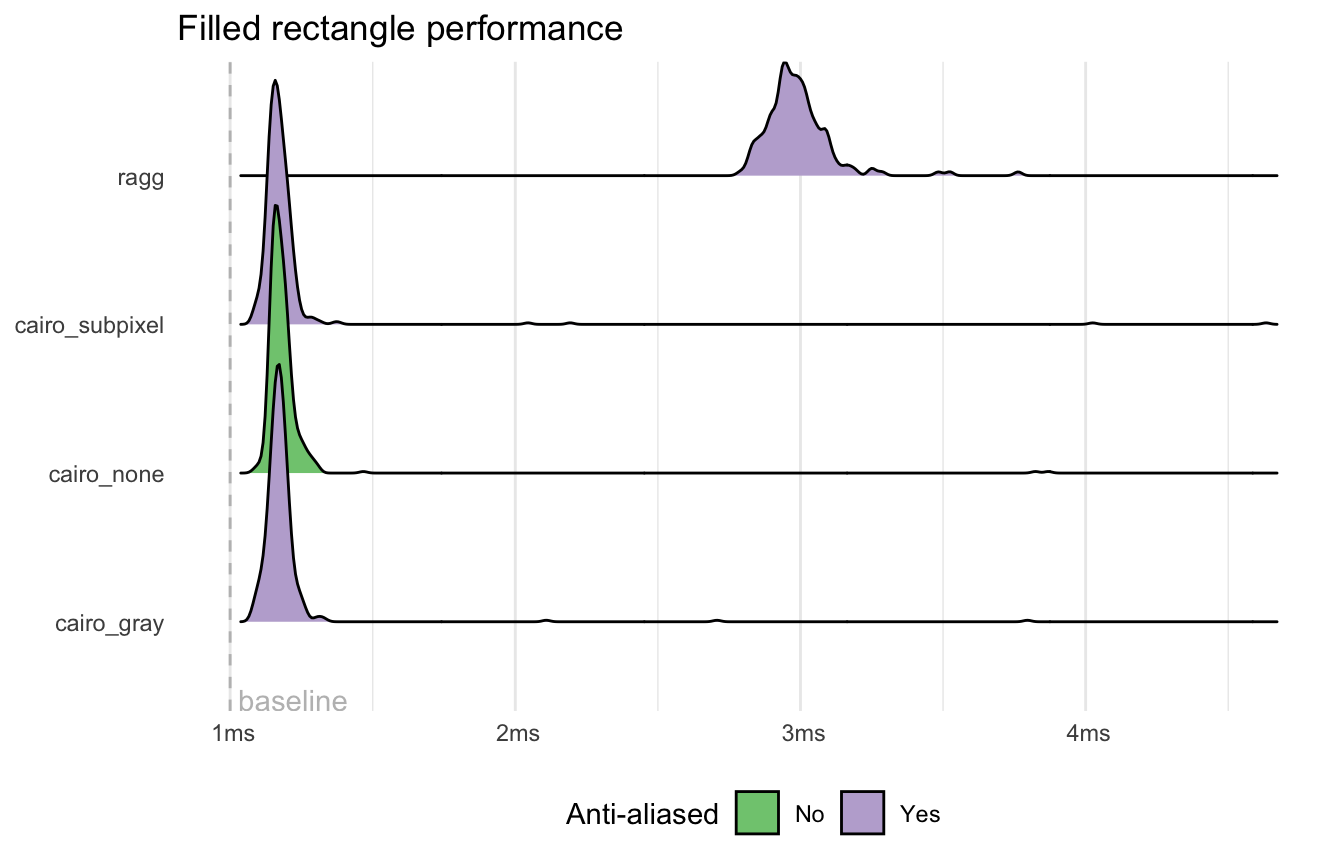 Filled rectangle performance
ragg
cairo_subpixel
cairo_none
cairo_gray
baseline
1ms 2ms 3ms 4ms
Anti-aliased No Yes